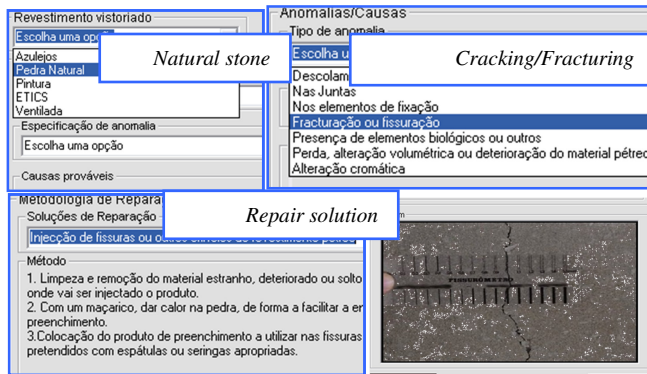 Revestimento vistoriado
Escolha uma opção
Azulejos
Pedra Natural
Pintura
ETICS
Ventilada
Especificação de anomalia
Escolha uma opção
Causas prováveis
Natural stone
Anomalias/Causas
Tipo de anomalia
Escolha
Nas Juntas
Nos elementos de fixação
Fracturação ou fissuração
Presença de elementos biológicos ou outros
Perda, alteração volumétrica ou deterioração do material pétreo
Alteração cromática
Cracking/Fracturing
Metodologia de
Soluções de Reparação
Injecção de fissuras ou
Repair solution
Método
1. Limpeza e remoção do material estranho, deteriorado ou solto
onde vai ser injectado o produto.
2. Com um maçarico, dar calor na pedra, de forma a facilitar a
preenchimento.
3.Colocação do produto de preenchimento a utilizar nas fissuras
pretendidos com espátulas ou seringas apropriadas.
FISSURÓMETRO